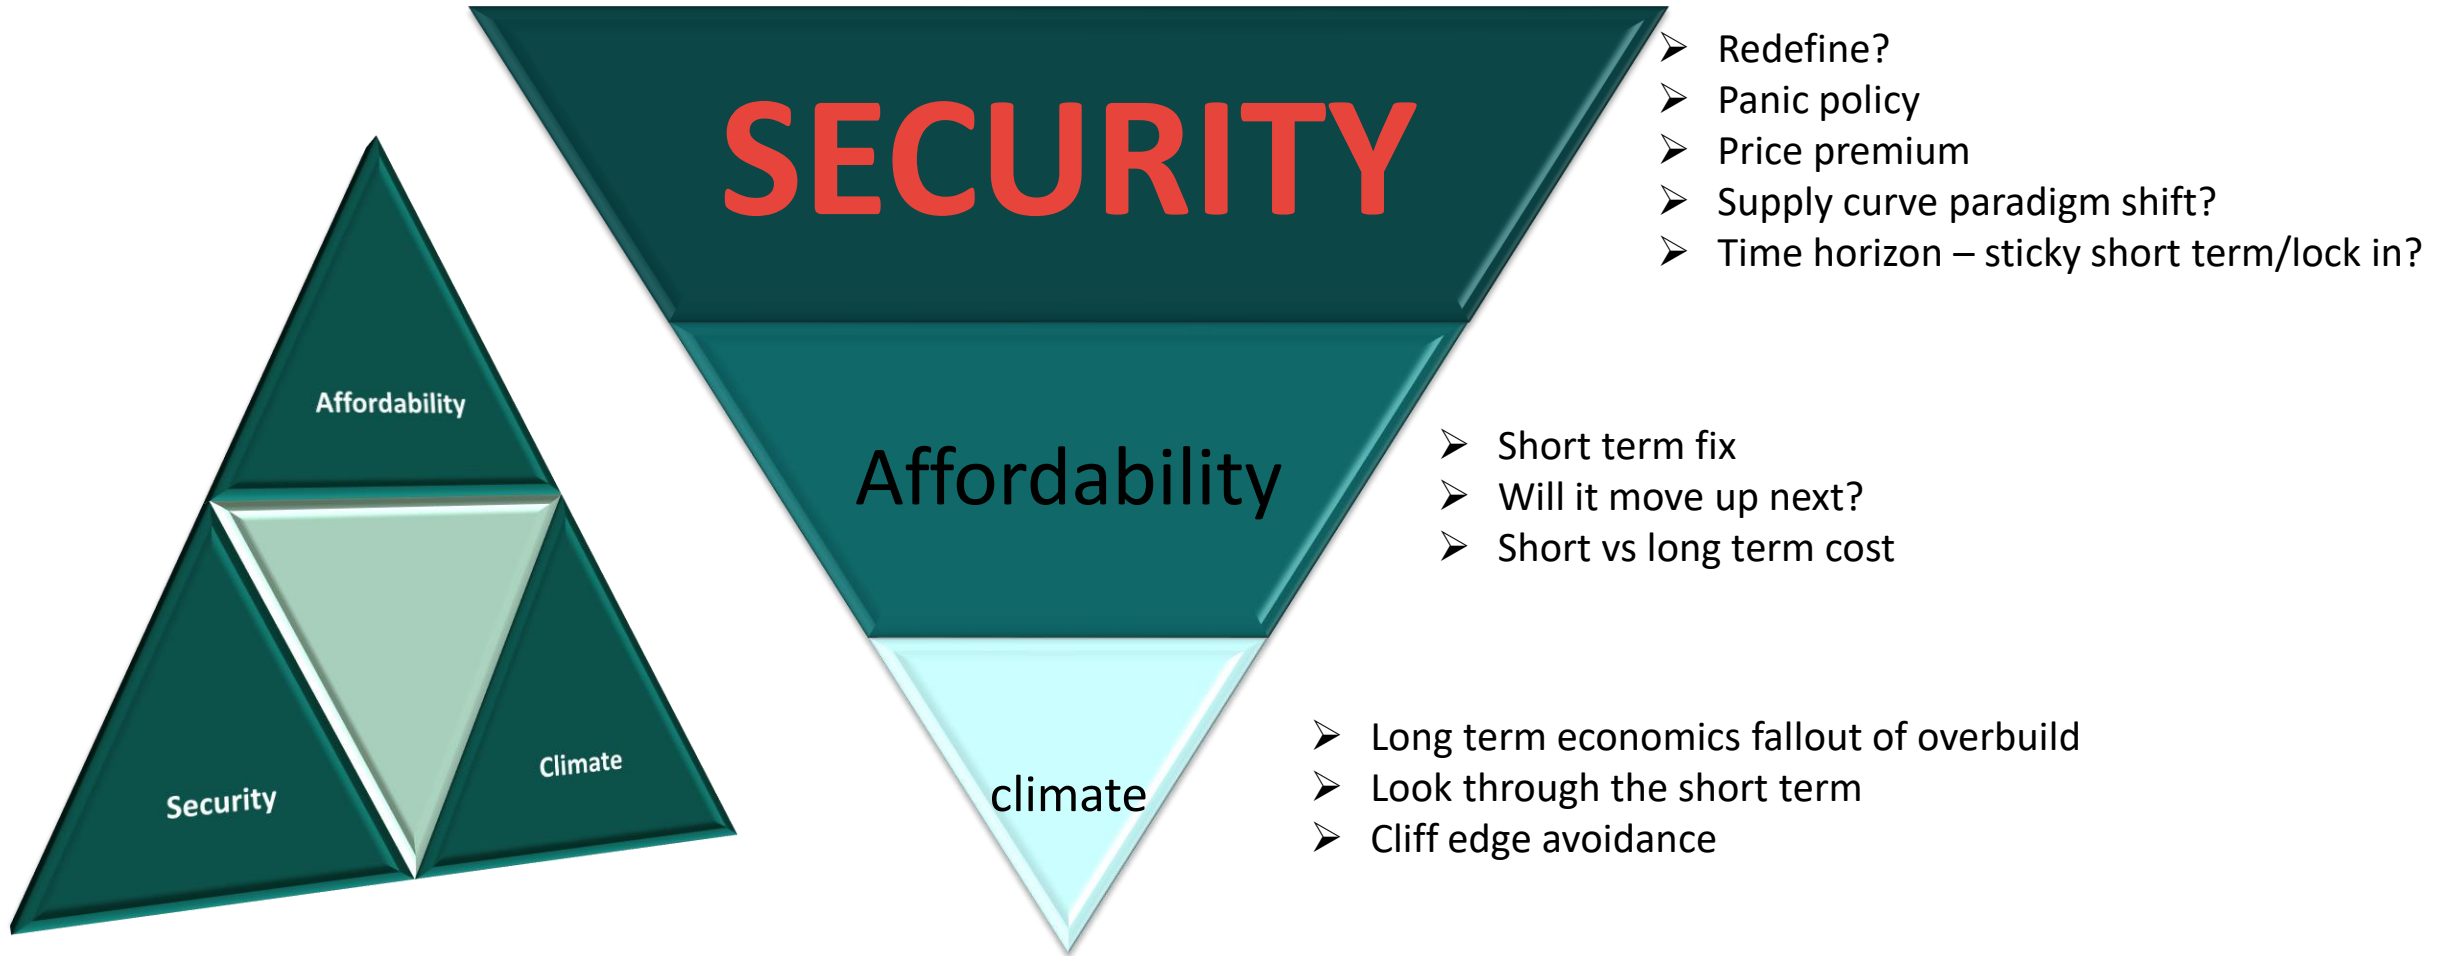 Affordability
Security
Climate
SECURITY
➢ Redefine?
➢ Panic policy
➢ Price premium
➢ Supply curve paradigm shift?
➢ Time horizon – sticky short term/lock in?
Affordability
➢ Short term fix
➢ Will it move up next?
➢ Short vs long term cost
climate
➢ Long term economics fallout of overbuild
➢ Look through the short term
➢ Cliff edge avoidance